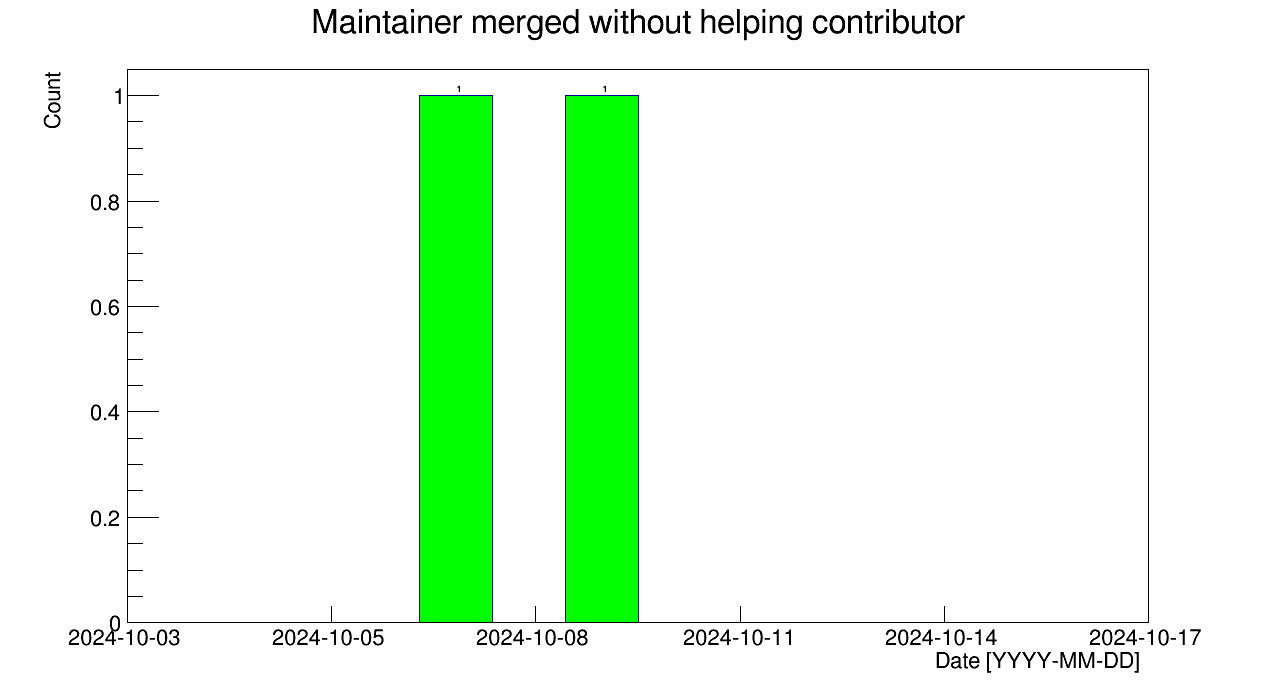 Maintainer merged without helping contributor
Count
1
1
1
0.8
0.6
0.4
0.2
0
2024-10-03 2024-10-05 2024-10-08 2024-10-11 2024-10-14 2024-10-17
Date [YYYY-MM-DD]